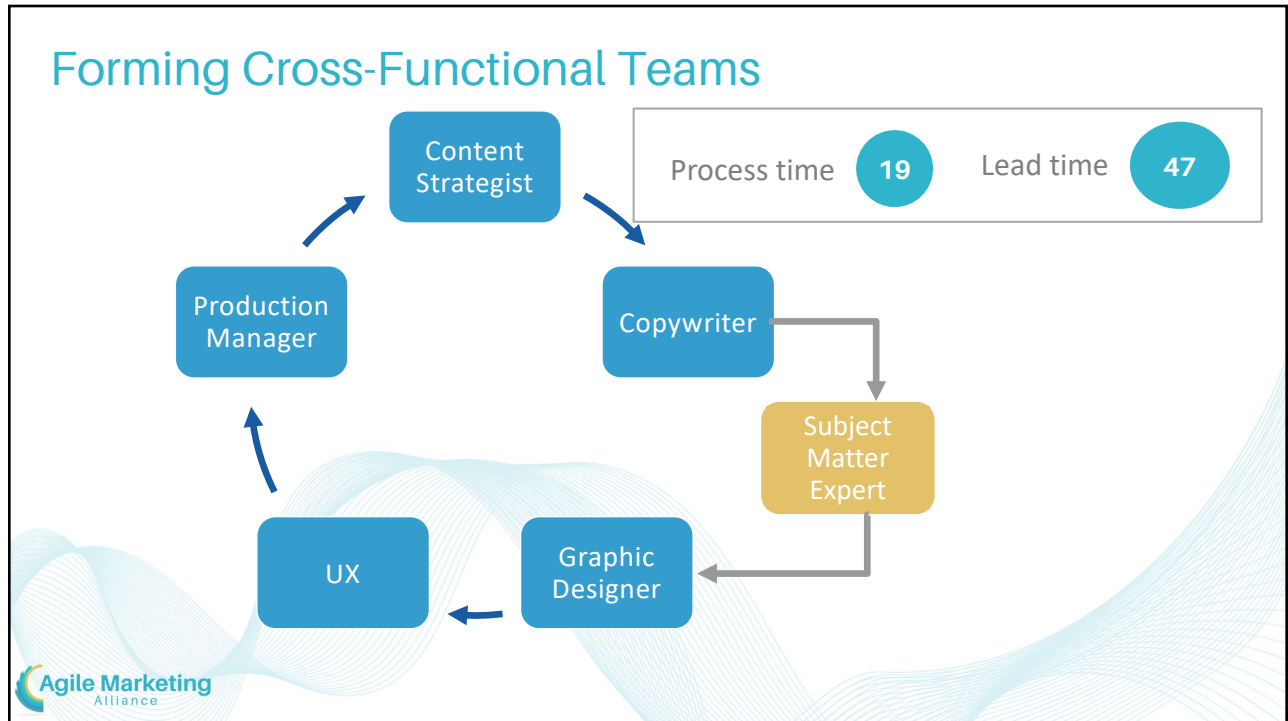 Forming Cross-Functional Teams
Content
Strategist
Process time 19 Lead time 47
Production
Manager
Copywriter
Subject
Matter
Expert
UX
Graphic
Designer
Agile Marketing
Alliance